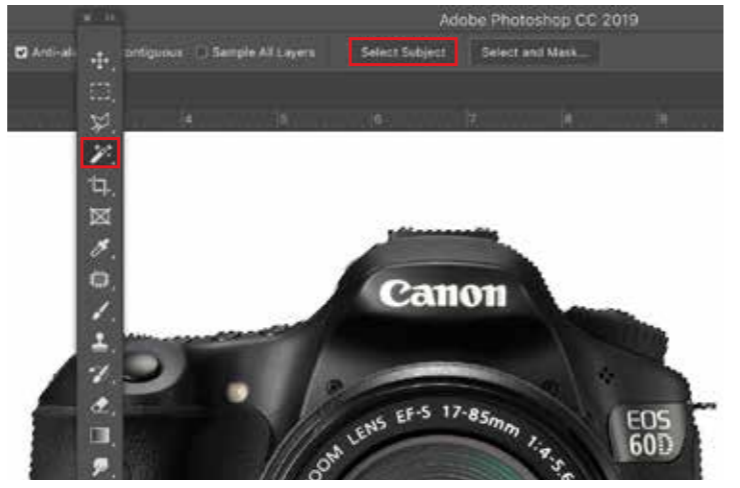 Adobe Photoshop CC 2019
Anti-al ontiguous Sample All Layers Select Subject Select and Mask...
4 5 6 7 8 9
Canon
ZOOM LENS EF-S 17-85mm 1:4-5.6
EOS
60D